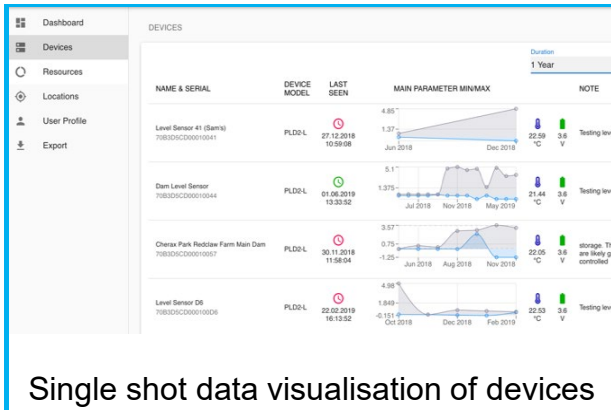 Dashboard
Devices
Resources
Locations
User Profile
Export
DEVICES
Duration
1 Year
NAME & SERIAL
DEVICE MODEL
LAST SEEN
MAIN PARAMETER MIN/MAX
NOTE
Level Sensor 41 (Sam's)
70B3D5CD00010041
PLD2-L
27.12.2018
10:59:08
4.85
1.37
Jun 2018 Dec 2018
22.59 °C
3.6 V
Testing leve
Dam Level Sensor
70B3D5CD00010044
PLD2-L
01.06.2019
13:33:52
5.1
1.375
Jul 2018 Nov 2018 May 2019
21.44 °C
3.6 V
Testing leve
Cherax Park Redclaw Farm Main Dam
70B3D5CD00010057
PLD2-L
30.11.2018
11:58:04
3.57
0.75
-1.25
Jun 2018 Aug 2018 Nov 2018
22.05 °C
3.6 V
storage. Th
are likely g
controlled
Level Sensor D6
70B3D5CD000100D6
PLD2-L
22.02.2019
16:13:52
4.98
1.849
-0.151
Oct 2018 Dec 2018 Feb 2019
22.53 °C
3.6 V
Testing leve
Single shot data visualisation of devices